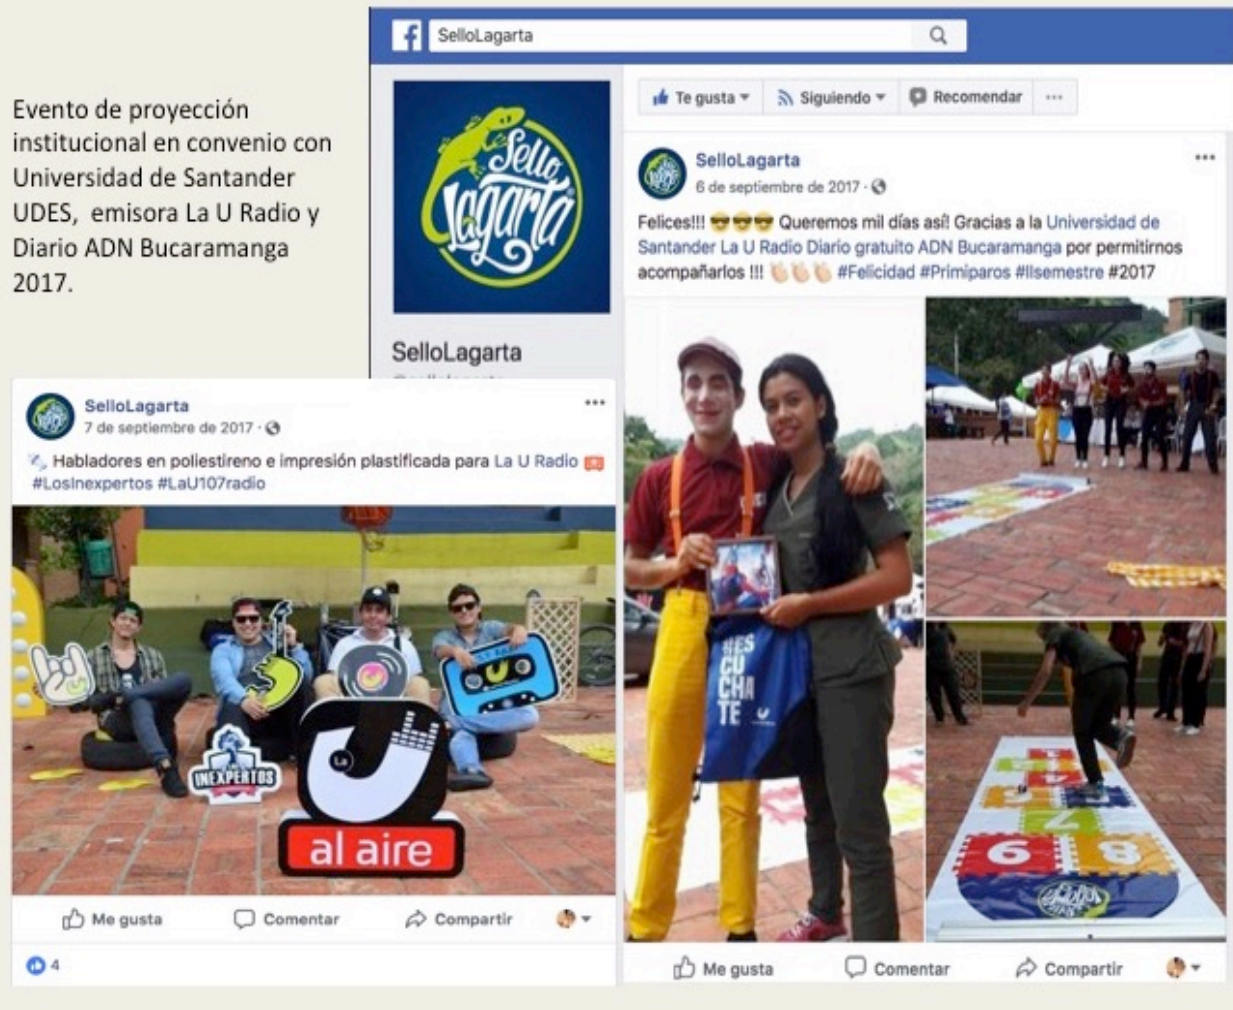 Evento de proyección
institucional en convenio con
Universidad de Santander
UDES, emisora La U Radio y
Diario ADN Bucaramanga
2017.
f SelloLagarta
Sello
Lagarta
SelloLagarta
Te gusta Siguiendo Recomendar ...
SelloLagarta
6 de septiembre de 2017
Felices!!! 😎😎😎 Queremos mil días así! Gracias a la Universidad de
Santander La U Radio Diario gratuito ADN Bucaramanga por permitirnos
acompañarlos !!! 👏🏻👏🏻👏🏻 #Felicidad #Primiparos #IIsemestre #2017
ES
CU
CHA
TE
7
9 8
Me gusta Comentar Compartir
SelloLagarta
7 de septiembre de 2017
Habladores en poliestireno e impresión plastificada para La U Radio 📻
#LosInexpertos #LaU107radio
INEXPERTOS
La
U
al aire
Me gusta Comentar Compartir
4